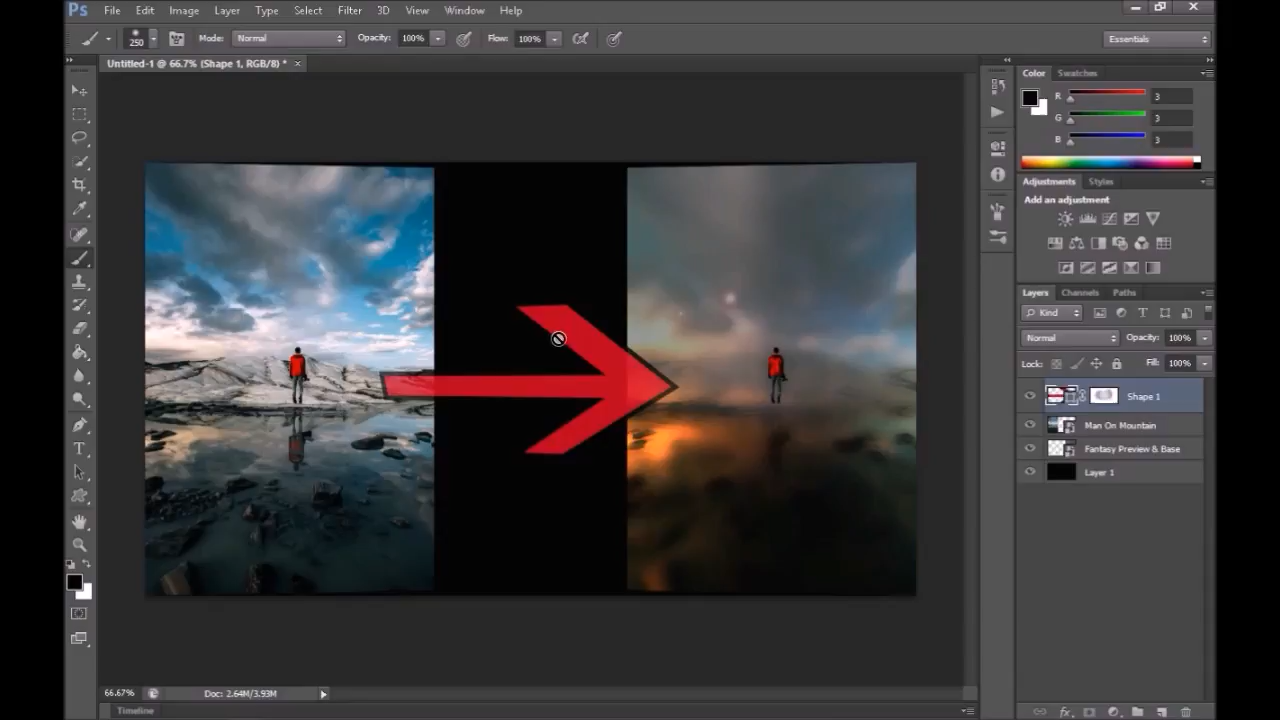 Ps File Edit Image Layer Type Select Filter 3D View Window Help
250 Mode: Normal Opacity: 100% Flow: 100% Essentials
Untitled-1 @ 66.7% (Shape 1, RGB/8) * ×
Color Swatches
R 3
G 3
B 3
Adjustments Styles
Add an adjustment
Layers Channels Paths
Kind
Normal Opacity: 100%
Lock: Fill: 100%
Shape 1
Man On Mountain
Fantasy Preview & Base
Layer 1
66.67% Doc: 2.64M/3.93M
Timeline
fx